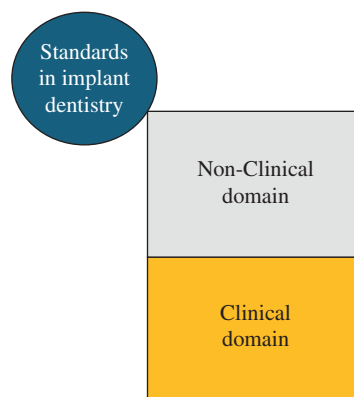 Standards
in implant
dentistry
Non-Clinical
domain
Clinical
domain